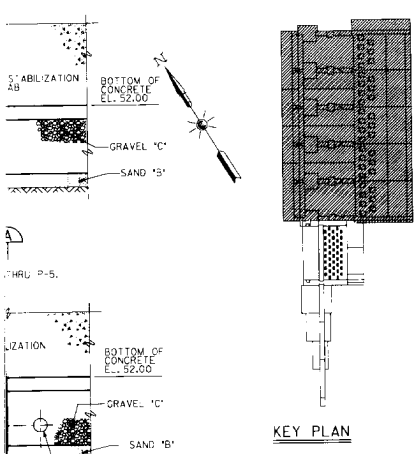 STABILIZATION
AB
BOTTOM OF
CONCRETE
EL. 52.00
N
GRAVEL "C"
SAND "B"
A
THRU P-5.
LIZATION
BOTTOM OF
CONCRETE
EL. 52.00
GRAVEL "C"
SAND "B"
KEY PLAN